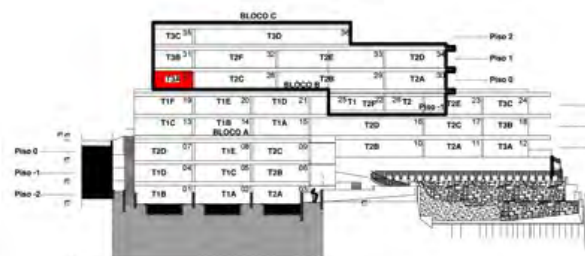 BLOCO C
T3C 35 T3D 36
Piso 2
T3B 31 T2F 32 T2E 33 T2D 34
Piso 1
T3A T2C 28 T2B 29 T2A 30
Piso 0
BLOCO B
T1F 19 T1E 20 T1D 21 25 T1 T2F 26 T2 T2E 23 T3C 24
Piso -1
T1C 13 T1B 14 T1A 15 T2D 16 T2C 17 T3B 18
BLOCO A
Piso 0
T2D 07 T1E 08 T2C 09 T2B 10 T2A 11 T3A 12
Piso -1
T1D 04 T1C 05 T2B 06
Piso -2
T1B 01 T1A 02 T2A 03